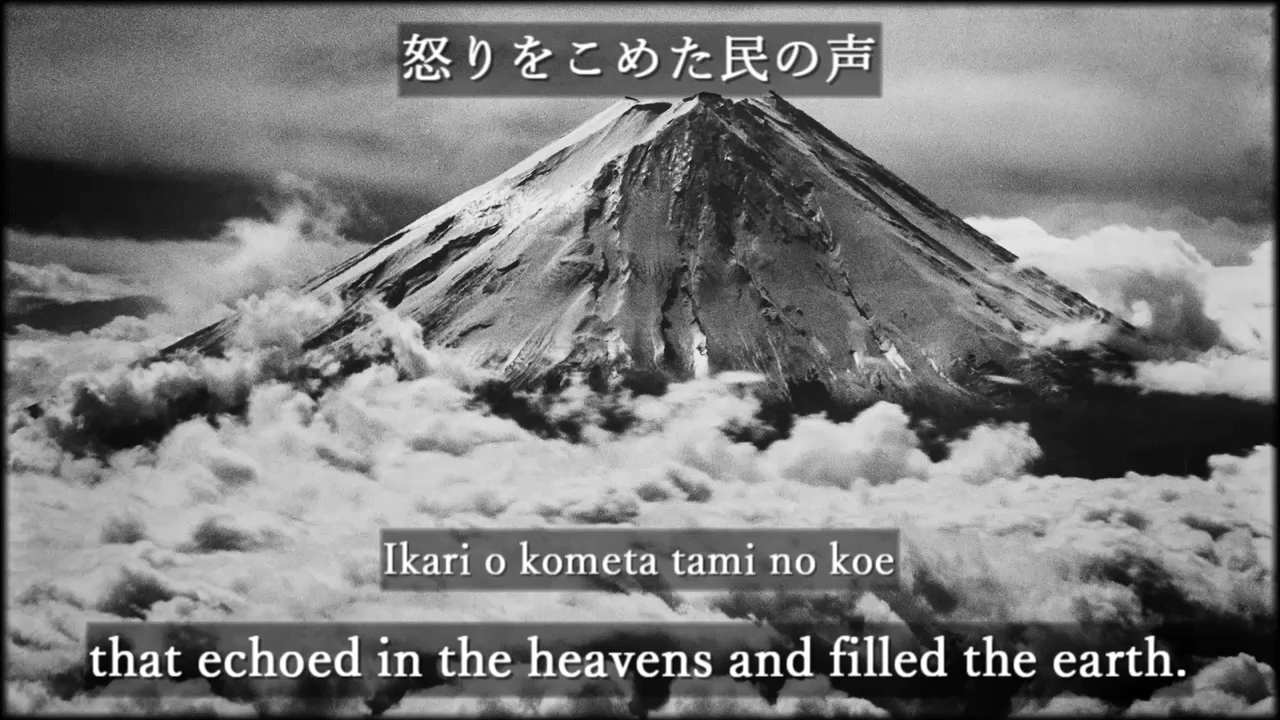 怒りをこめた民の声
Ikari o kometa tami no koe
that echoed in the heavens and filled the earth.